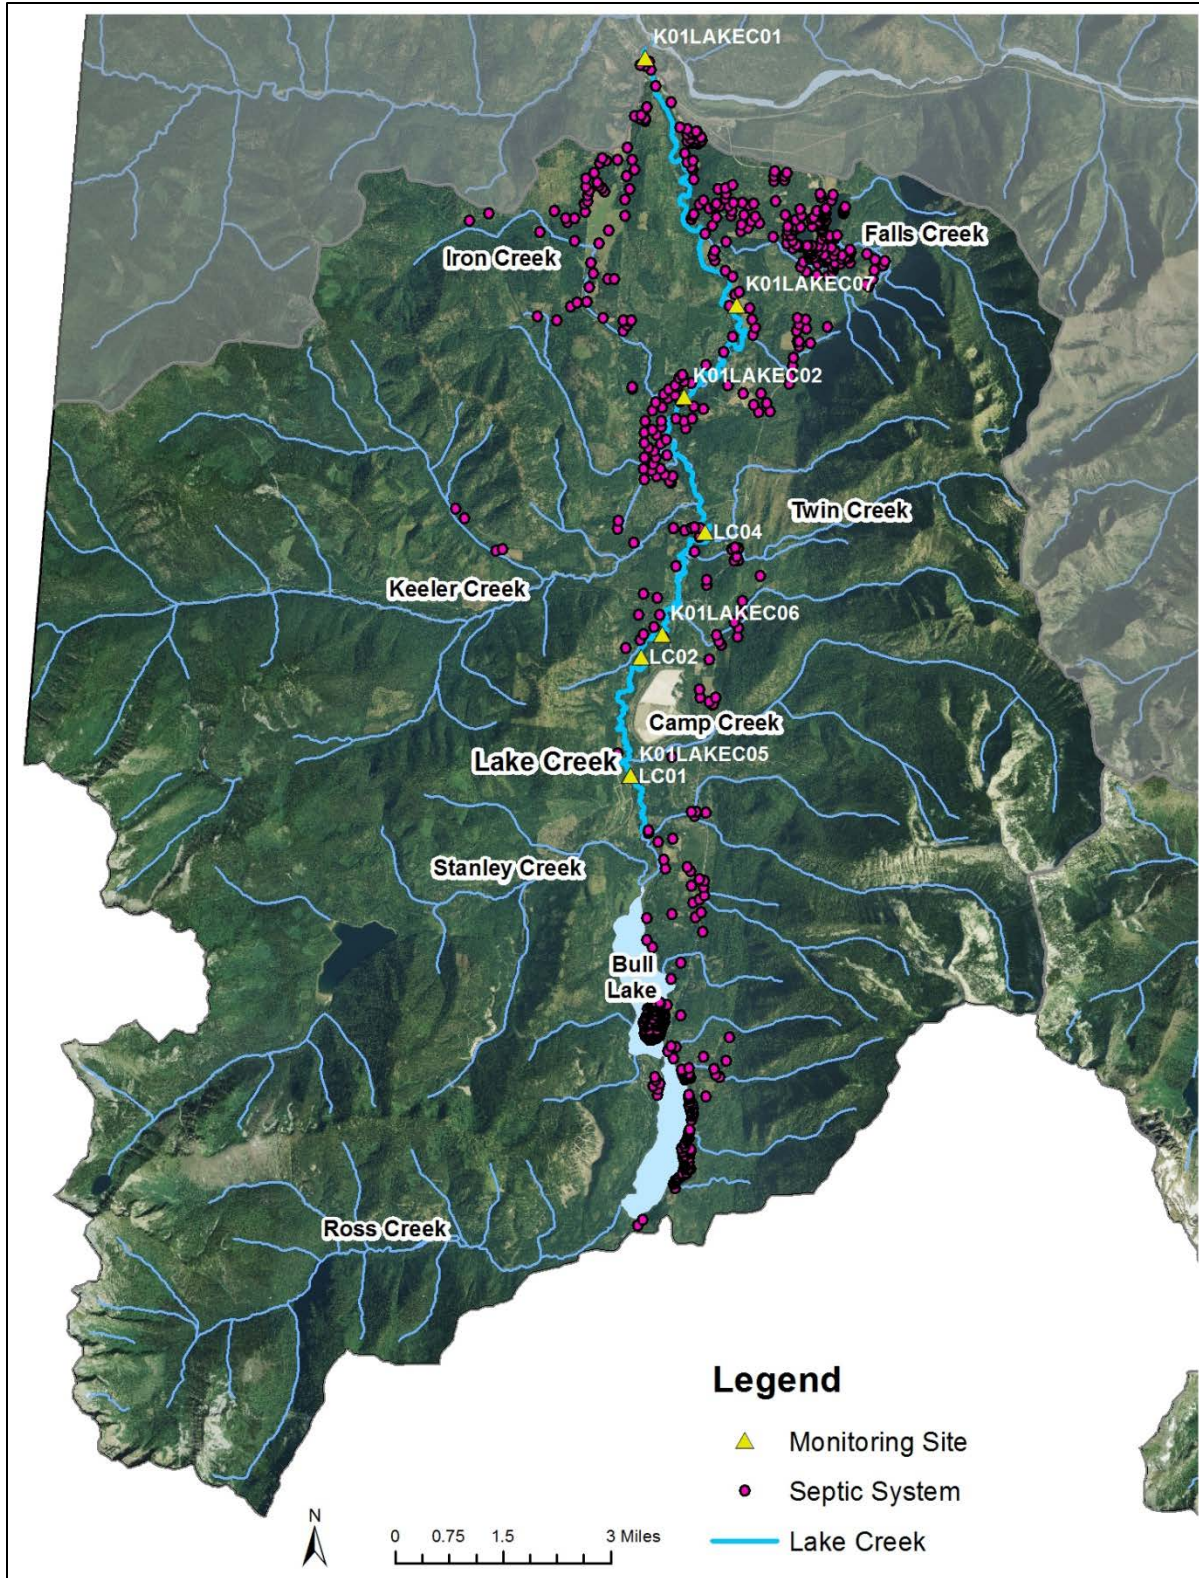 K01LAKEC01
Falls Creek
Iron Creek
K01LAKEC07
K01LAKEC02
Twin Creek
LC04
Keeler Creek
K01LAKEC06
LC02
Camp Creek
Lake Creek
K01LAKEC05
LC01
Stanley Creek
Bull
Lake
Ross Creek
Legend
Monitoring Site
Septic System
Lake Creek
N
0 0.75 1.5 3 Miles